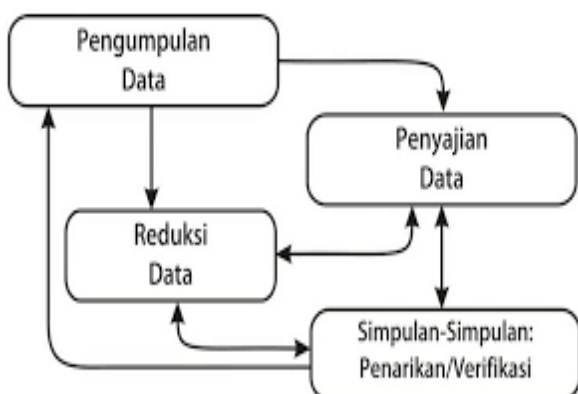 Pengumpulan
Data
Penyajian
Data
Reduksi
Data
Simpulan-Simpulan:
Penarikan/Verifikasi